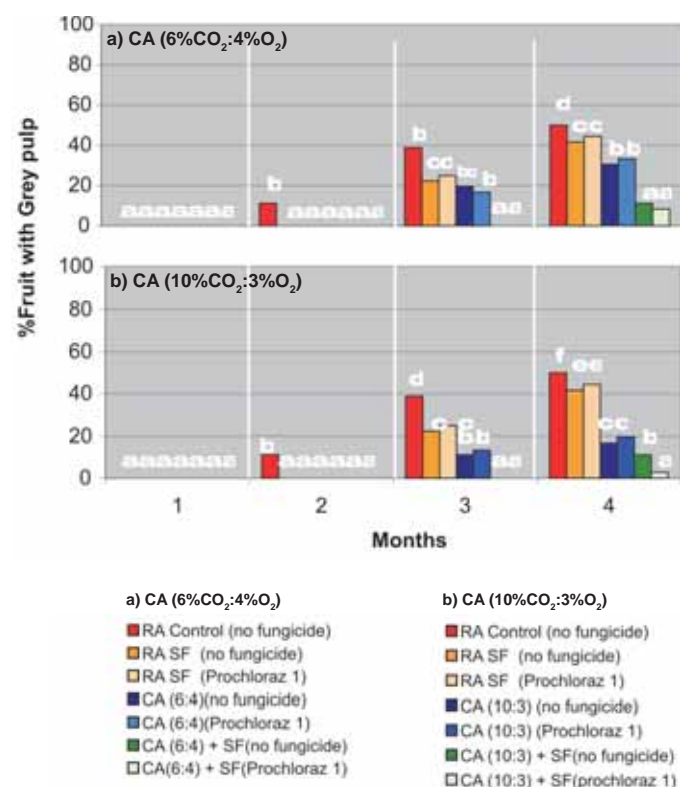 %Fruit with Grey pulp
a) CA (6%CO₂:4%O₂)
100%
80
60
40
20
0
aaaaaaa
b
aaaaaa
b
cc
bc
b
aa
d
cc
bb
aa
b) CA (10%CO₂:3%O₂)
100
80
60
40
20
0
aaaaaaa
b
aaaaaa
d
c
c
b
b
aa
f
ee
cc
b
a
1
2
3
4
Months
a) CA (6%CO₂:4%O₂)
RA Control (no fungicide)
RA SF (no fungicide)
RA SF (Prochloraz 1)
CA (6:4)(no fungicide)
CA (6:4)(Prochloraz 1)
CA (6:4) + SF(no fungicide)
CA(6:4) + SF(Prochloraz 1)
b) CA (10%CO₂:3%O₂)
RA Control (no fungicide)
RA SF (no fungicide)
RA SF (Prochloraz 1)
CA (10:3) (no fungicide)
CA (10:3) (Prochloraz 1)
CA (10:3) + SF(no fungicide)
CA (10:3) + SF(prochloraz 1)